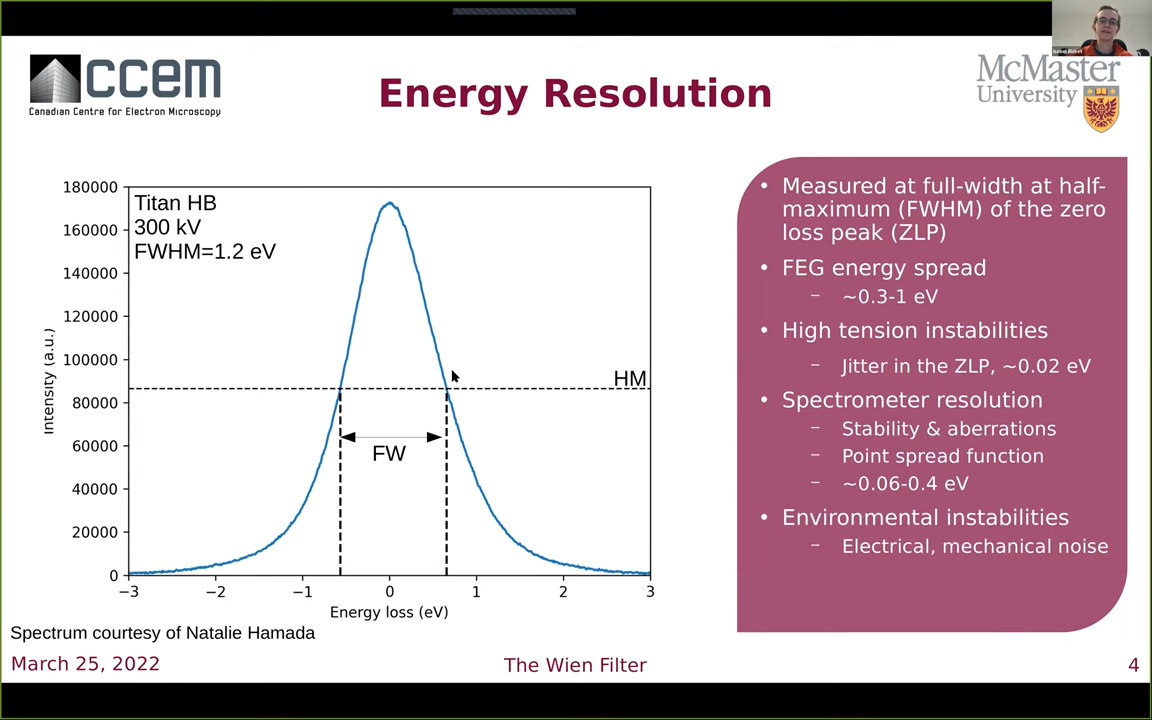 Isobel Bicket
ccem
Canadian Centre for Electron Microscopy
Energy Resolution
McMaster
University
180000
160000
140000
120000
100000
80000
60000
40000
20000
0
Intensity (a.u.)
Titan HB
300 kV
FWHM=1.2 eV
HM
FW
−3
−2
−1
0
1
2
3
Energy loss (eV)
Spectrum courtesy of Natalie Hamada
• Measured at full-width at half-
maximum (FWHM) of the zero
loss peak (ZLP)
• FEG energy spread
– ~0.3-1 eV
• High tension instabilities
– Jitter in the ZLP, ~0.02 eV
• Spectrometer resolution
– Stability & aberrations
– Point spread function
– ~0.06-0.4 eV
• Environmental instabilities
– Electrical, mechanical noise
March 25, 2022
The Wien Filter
4